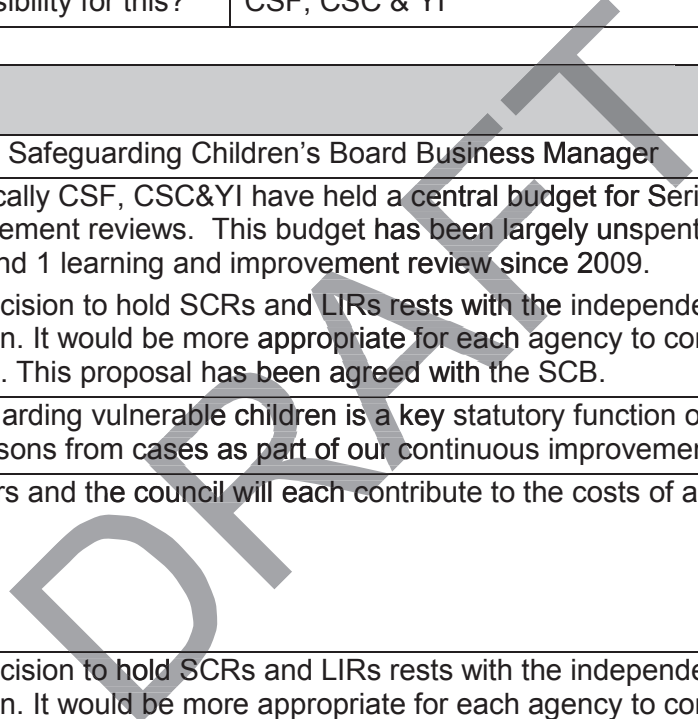 sibility for this? CSF, CSC & YI
Safeguarding Children's Board Business Manager
cally CSF, CSC&YI have held a central budget for Seri
ement reviews. This budget has been largely unspent
nd 1 learning and improvement review since 2009.
cision to hold SCRs and LIRs rests with the independe
n. It would be more appropriate for each agency to co
. This proposal has been agreed with the SCB.
arding vulnerable children is a key statutory function o
sons from cases as part of our continuous improvemer
rs and the council will each contribute to the costs of a
cision to hold SCRs and LIRs rests with the independe
n. It would be more appropriate for each agency to co
DRAFT